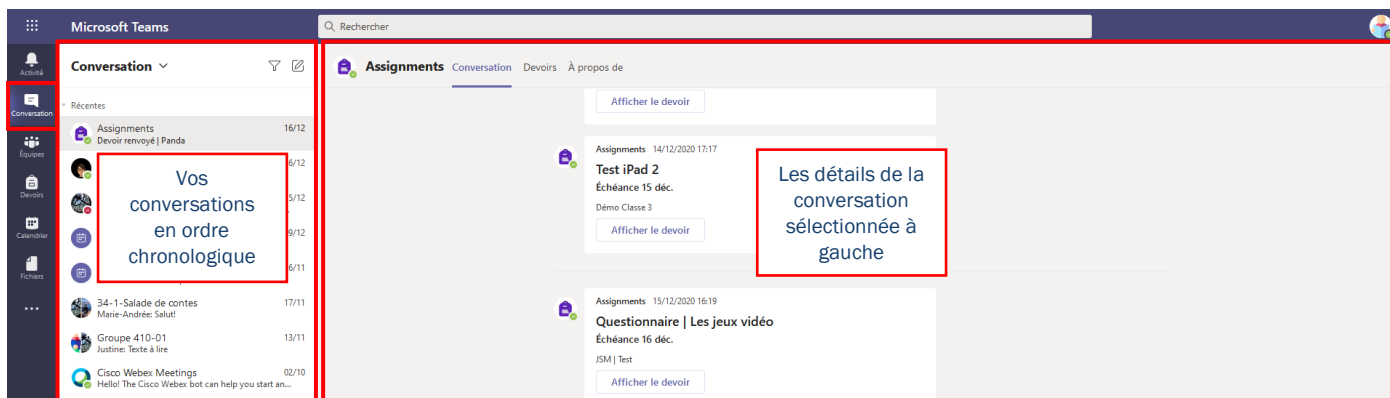 Microsoft Teams
Rechercher
Activité
Conversation
Équipes
Devoirs
Calendrier
Fichiers
Conversation
Récentes
Assignments 16/12
Devoir renvoyé | Panda
6/12
5/12
9/12
6/11
Vos
conversations
en ordre
chronologique
34-1-Salade de contes 17/11
Marie-Andrée: Salut!
Groupe 410-01 13/11
Justine: Texte à lire
Cisco Webex Meetings 02/10
Hello! The Cisco Webex bot can help you start an...
Assignments Conversation Devoirs À propos de
Afficher le devoir
Assignments 14/12/2020 17:17
Test iPad 2
Échéance 15 déc.
Démo Classe 3
Afficher le devoir
Les détails de la
conversation
sélectionnée à
gauche
Assignments 15/12/2020 16:19
Questionnaire | Les jeux vidéo
Échéance 16 déc.
JSM | Test
Afficher le devoir